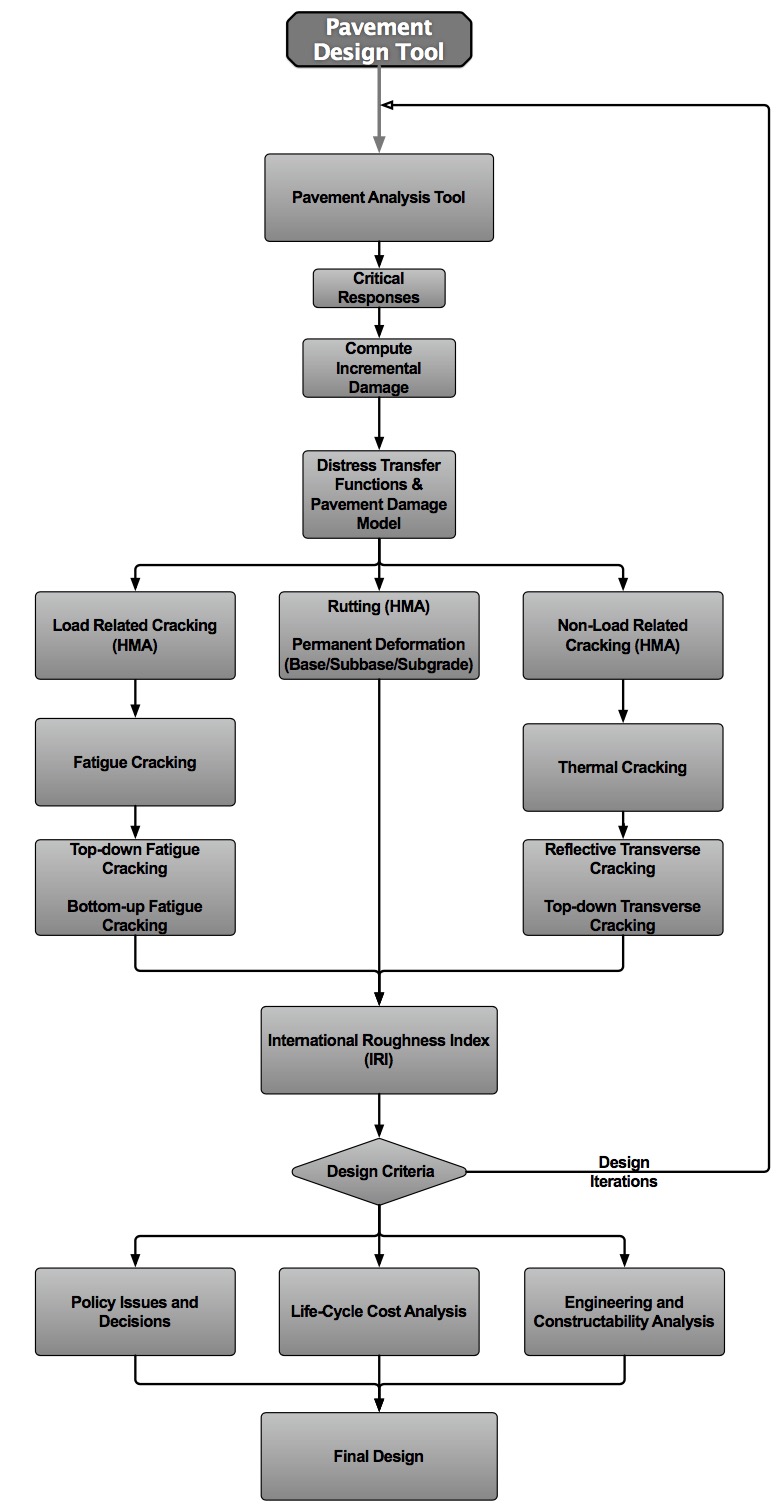 Pavement
Design Tool
Pavement Analysis Tool
Critical
Responses
Compute
Incremental
Damage
Distress Transfer
Functions &
Pavement Damage
Model
Load Related Cracking
(HMA)
Rutting (HMA)
Permanent Deformation
(Base/Subbase/Subgrade)
Non-Load Related
Cracking (HMA)
Fatigue Cracking
Thermal Cracking
Top-down Fatigue
Cracking
Bottom-up Fatigue
Cracking
Reflective Transverse
Cracking
Top-down Transverse
Cracking
International Roughness Index
(IRI)
Design Criteria
Design
Iterations
Policy Issues and
Decisions
Life-Cycle Cost Analysis
Engineering and
Constructability Analysis
Final Design